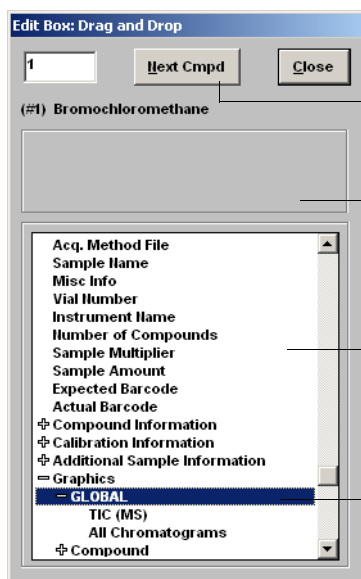 Edit Box: Drag and Drop
1
Next Cmpd
Close
(#1) Bromochloromethane
Acq. Method File
Sample Name
Misc Info
Vial Number
Instrument Name
Number of Compounds
Sample Multiplier
Sample Amount
Expected Barcode
Actual Barcode
Compound Information
Calibration Information
Additional Sample Information
Graphics
GLOBAL
TIC (MS)
All Chromatograms
Compound